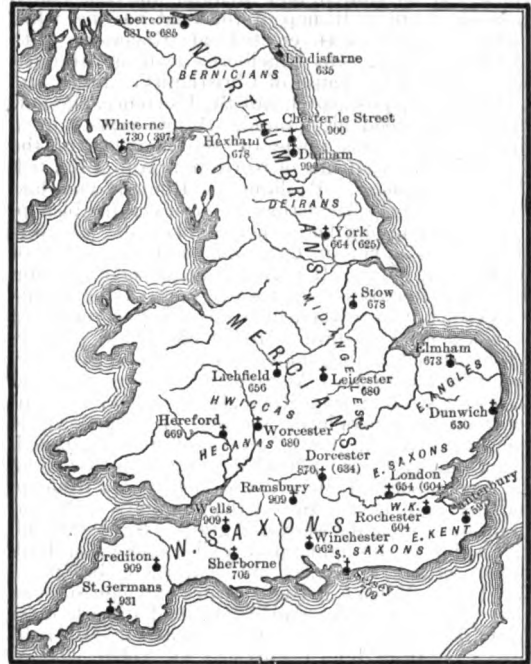 Abercorn
681 to 685
Lindisfarne
635
BERNICIANS
NORTHUMBRIANS
Whiterne
730 (397)
Hexham
678
Chester le Street
900
Durham
DEIRANS
York
664 (625)
Stow
678
MID. ANGLES
MERCIANS
Elmham
673
E. ANGLES
Dunwich
630
Lichfield
656
Leicester
680
HWICCAS
Hereford
669
HECANAS
Worcester
680
Dorcester
870 (634)
E. SAXONS
London
654 (604)
Ramsbury
909
W.K.
Rochester
604
Canterbury
E. KENT
Wells
909
W. SAXONS
Winchester
662
S. SAXONS
Crediton
909
Sherborne
705
709
St. Germans
931